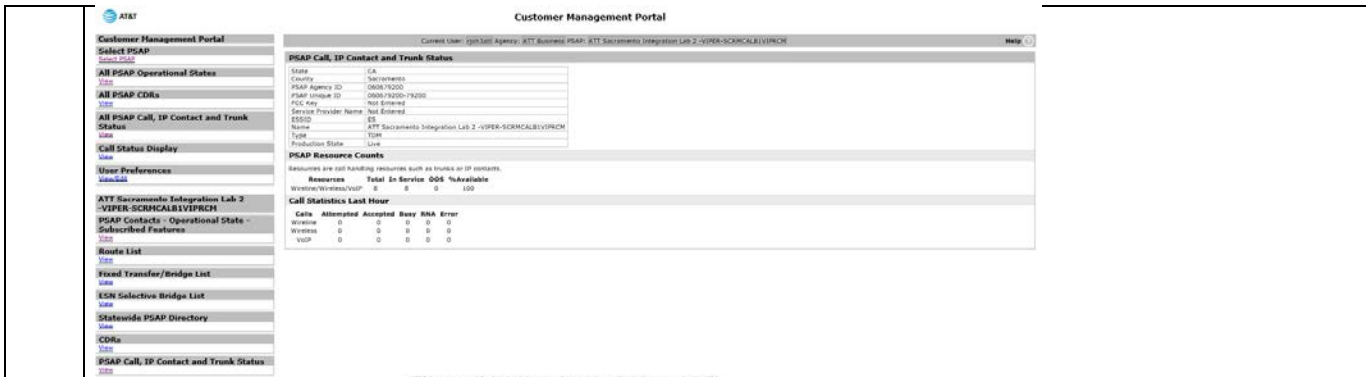 AT&T
Customer Management Portal
Customer Management Portal
Select PSAP
Select PSAP
All PSAP Operational States
View
All PSAP CDRs
View
All PSAP Call, IP Contact and Trunk
Status
View
Call Status Display
View
User Preferences
View/Edit
ATT Sacramento Integration Lab 2
-VIPER-SCRMCALB1VIPRCM
PSAP Contacts - Operational State -
Subscribed Features
View
Route List
View
Fixed Transfer/Bridge List
View
ESN Selective Bridge List
View
Statewide PSAP Directory
View
CDRs
View
PSAP Call, IP Contact and Trunk Status
View
Current User: Agency: ATT Business PSAP: ATT Sacramento Integration Lab 2 -VIPER-SCRMCALB1VIPRCM
Help
PSAP Call, IP Contact and Trunk Status
State CA
County Sacramento
PSAP Agency ID 060679200
PSAP Unique ID 060679200-79200
FCC Key Not Entered
Service Provider Name Not Entered
ESSID ES
Name ATT Sacramento Integration Lab 2 -VIPER-SCRMCALB1VIPRCM
Type TDM
Production State Live
PSAP Resource Counts
Resources are call handling resources such as trunks or IP contacts.
Resources Total In Service OOS %Available
Wireline/Wireless/VoIP 8 8 0 100
Call Statistics Last Hour
Calls Attempted Accepted Busy RNA Error
Wireline 0 0 0 0 0
Wireless 0 0 0 0 0
VoIP 0 0 0 0 0